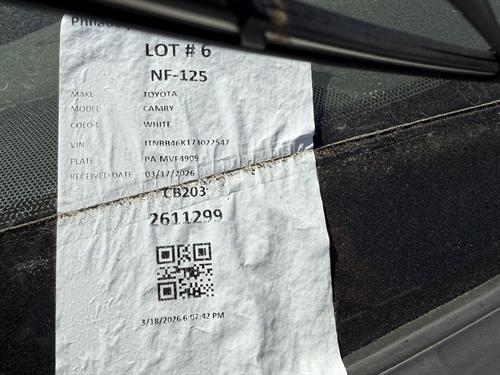 LOT # 6
NF-125
MAKE TOYOTA
MODEL CAMRY
COLOR WHITE
VIN JTNBB46K173022547
PLATE PA MVF4909
RECEIVED DATE 03/17/2026
CB203
2611299
3/18/2026 6:07:42 PM